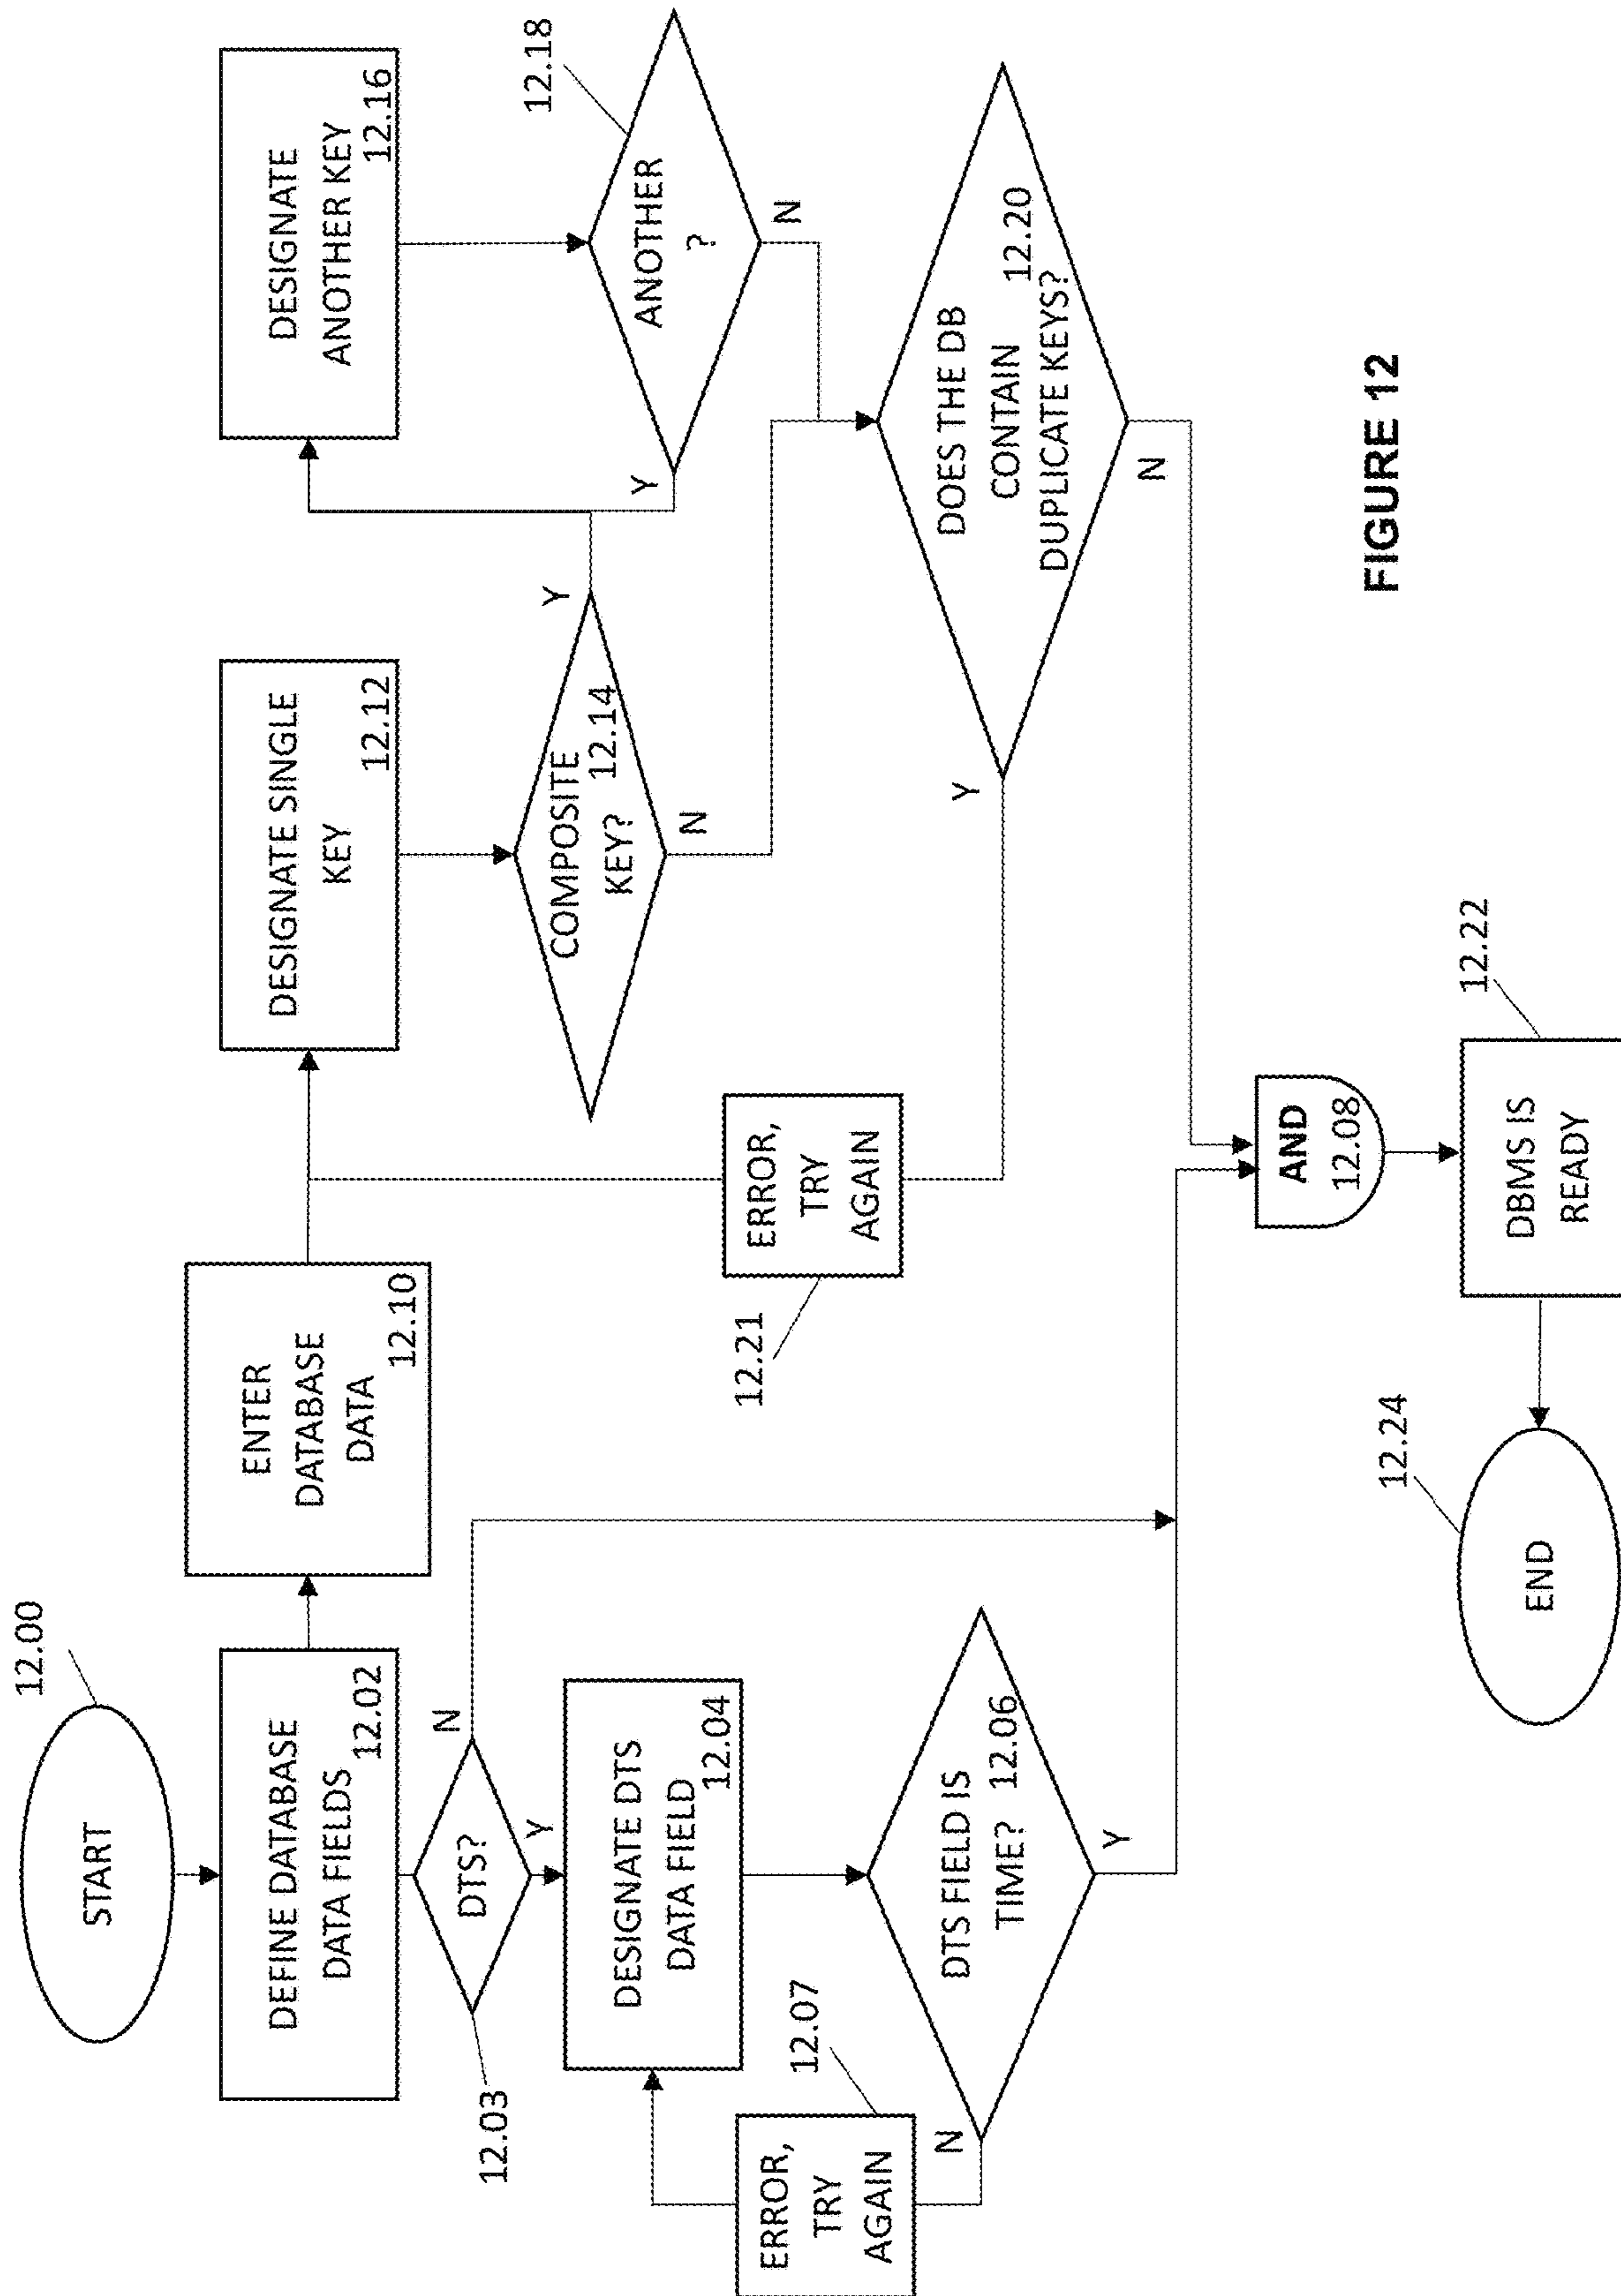 12.00
START
DEFINE DATABASE
DATA FIELDS
12.02
DTS?
12.03
N
Y
DESIGNATE DTS
DATA FIELD
12.04
DTS FIELD IS
TIME?
12.06
N
Y
ERROR,
TRY
AGAIN
12.07
ENTER
DATABASE
DATA
12.10
DESIGNATE SINGLE
KEY
12.12
COMPOSITE
KEY?
12.14
Y
N
DESIGNATE
ANOTHER KEY
12.16
ANOTHER
?
12.18
Y
N
DOES THE DB
CONTAIN
DUPLICATE KEYS?
12.20
Y
N
ERROR,
TRY
AGAIN
12.21
AND
12.08
DBMS IS
READY
12.22
END
12.24
FIGURE 12